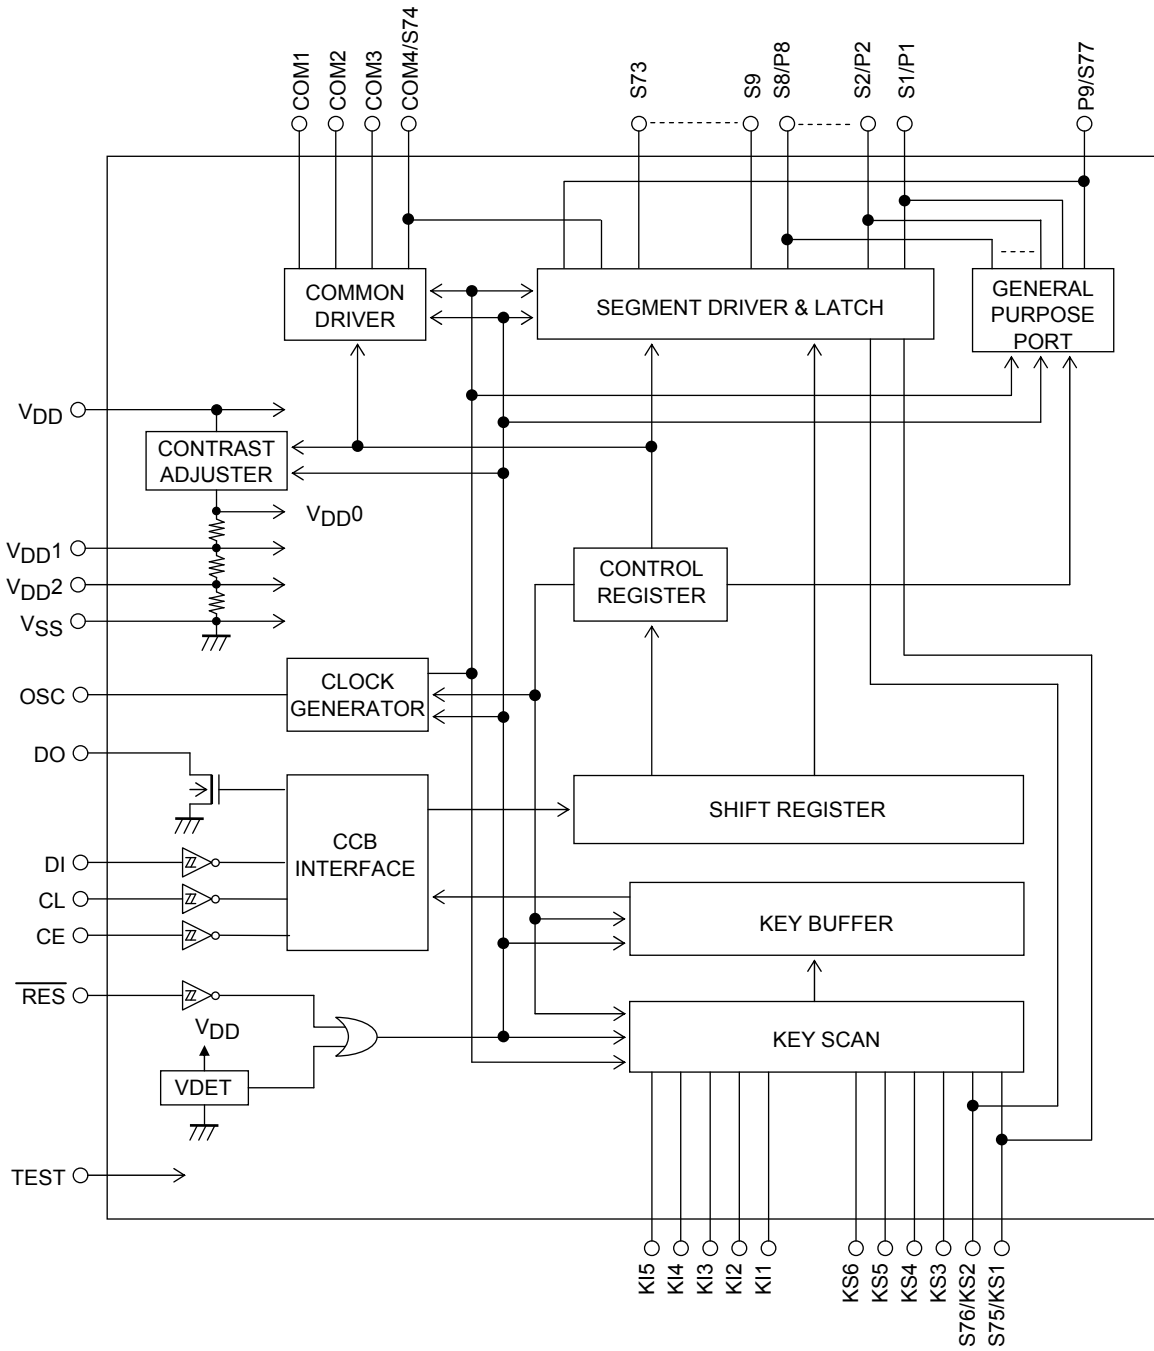 COM1
COM2
COM3
COM4/S74
S73
S9
S8/P8
S2/P2
S1/P1
P9/S77
COMMON
DRIVER
SEGMENT DRIVER & LATCH
GENERAL
PURPOSE
PORT
VDD
CONTRAST
ADJUSTER
VDD0
VDD1
VDD2
VSS
CONTROL
REGISTER
OSC
CLOCK
GENERATOR
DO
SHIFT REGISTER
CCB
INTERFACE
DI
CL
CE
KEY BUFFER
RES
VDD
KEY SCAN
VDET
TEST
KI5
KI4
KI3
KI2
KI1
KS6
KS5
KS4
KS3
S76/KS2
S75/KS1